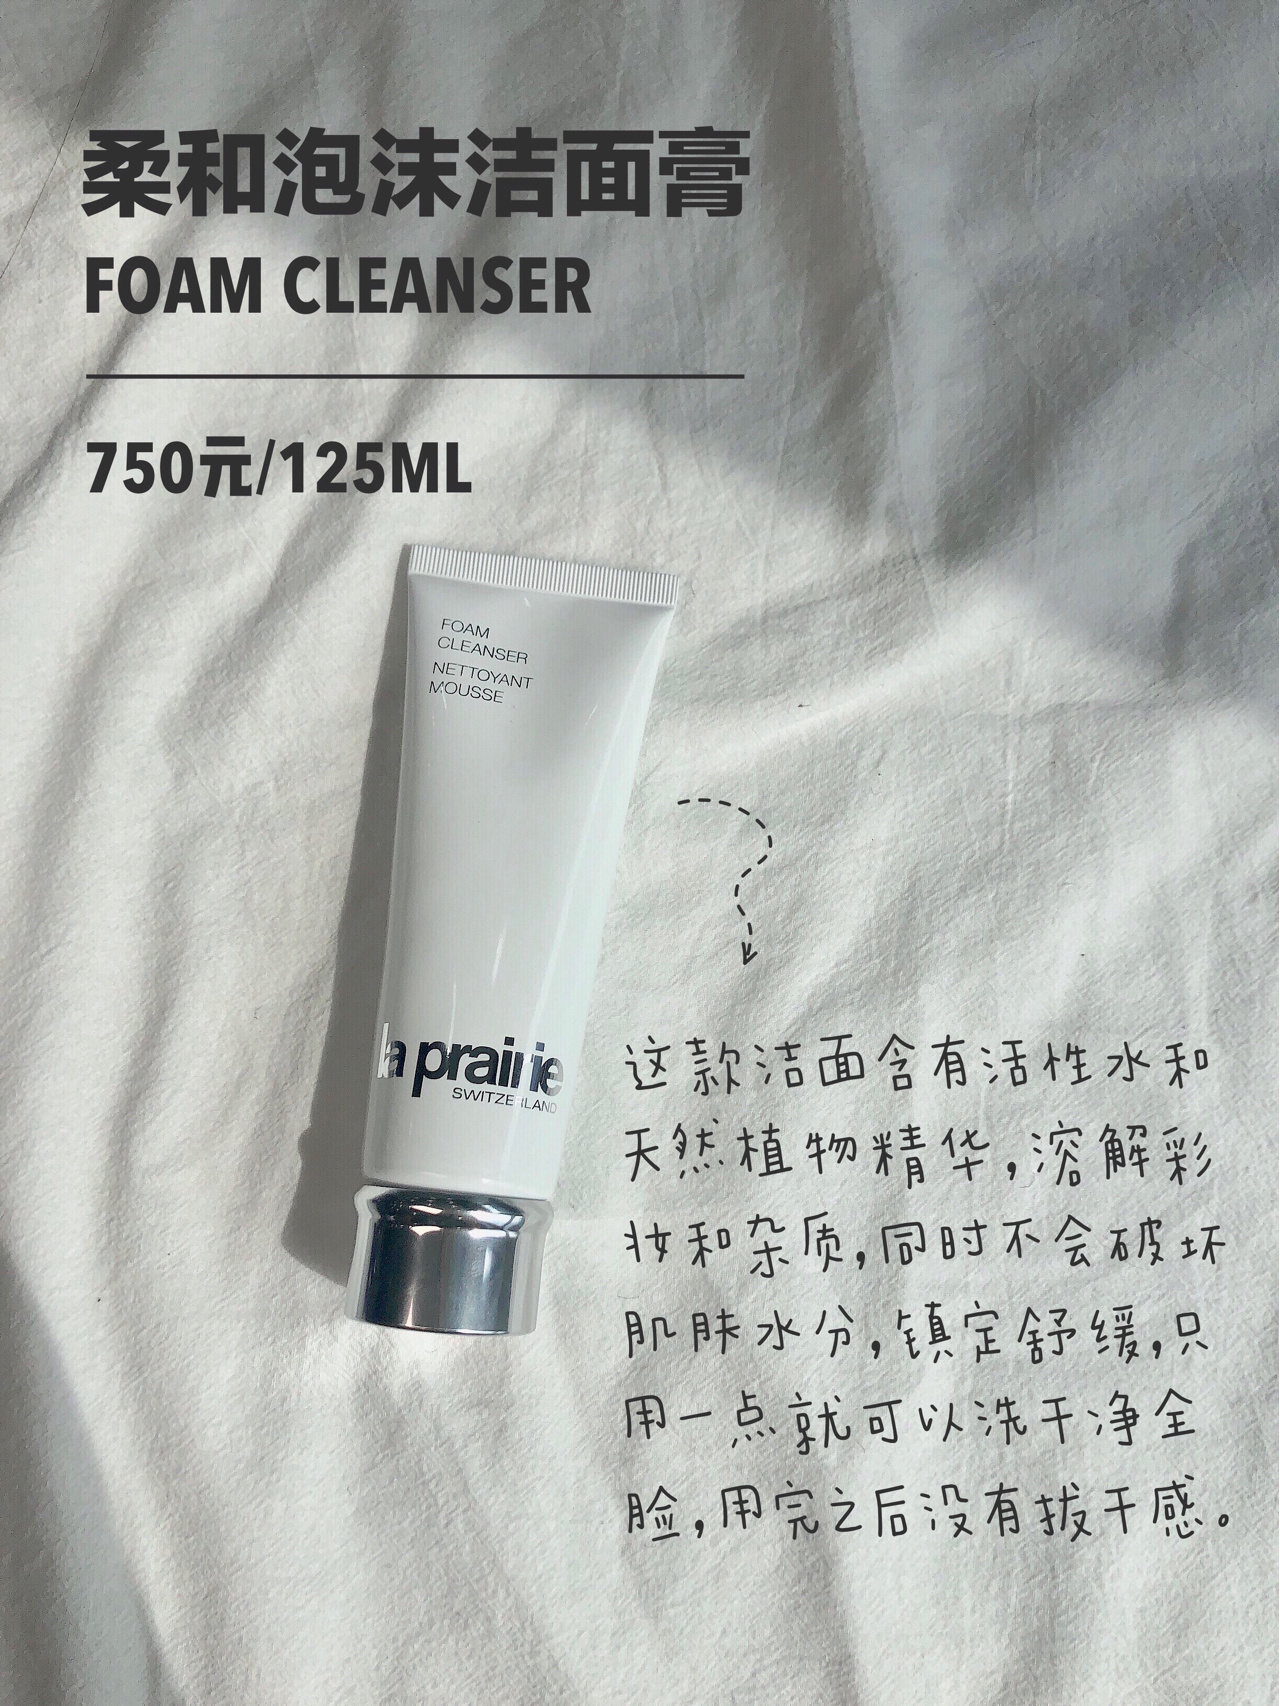 柔和泡沫洁面膏
FOAM CLEANSER
750元/125ML
FOAM
CLEANSER
NETTOYANT
MOUSSE
la prairie
SWITZERLAND
这款洁面含有活性水和
天然植物精华,溶解彩
妆和杂质,同时不会破坏
肌肤水分,镇定舒缓,只
用一点就可以洗干净全
脸,用完之后没有拔干感。